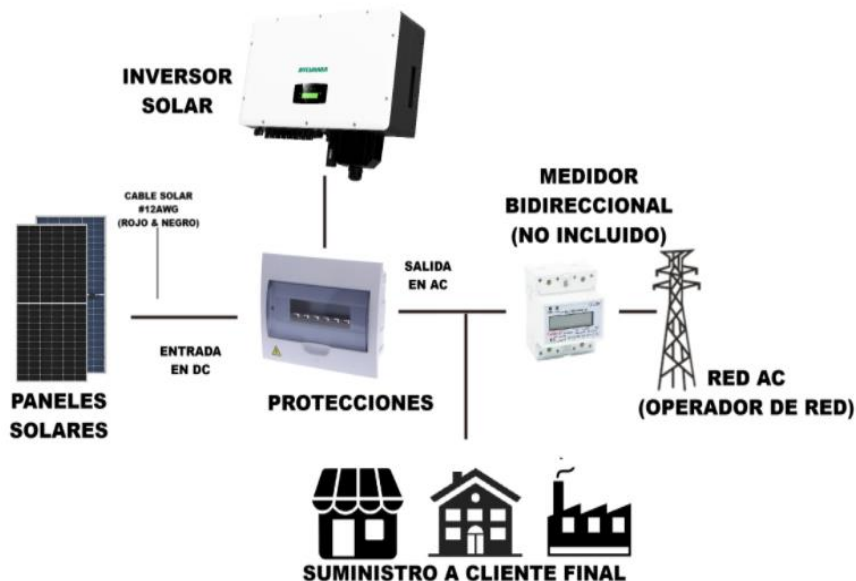 SYLVANIA
INVERSOR
SOLAR
CABLE SOLAR
#12AWG
(ROJO & NEGRO)
MEDIDOR
BIDIRECCIONAL
(NO INCLUIDO)
SALIDA
EN AC
ENTRADA
EN DC
PANELES
SOLARES
PROTECCIONES
RED AC
(OPERADOR DE RED)
SUMINISTRO A CLIENTE FINAL